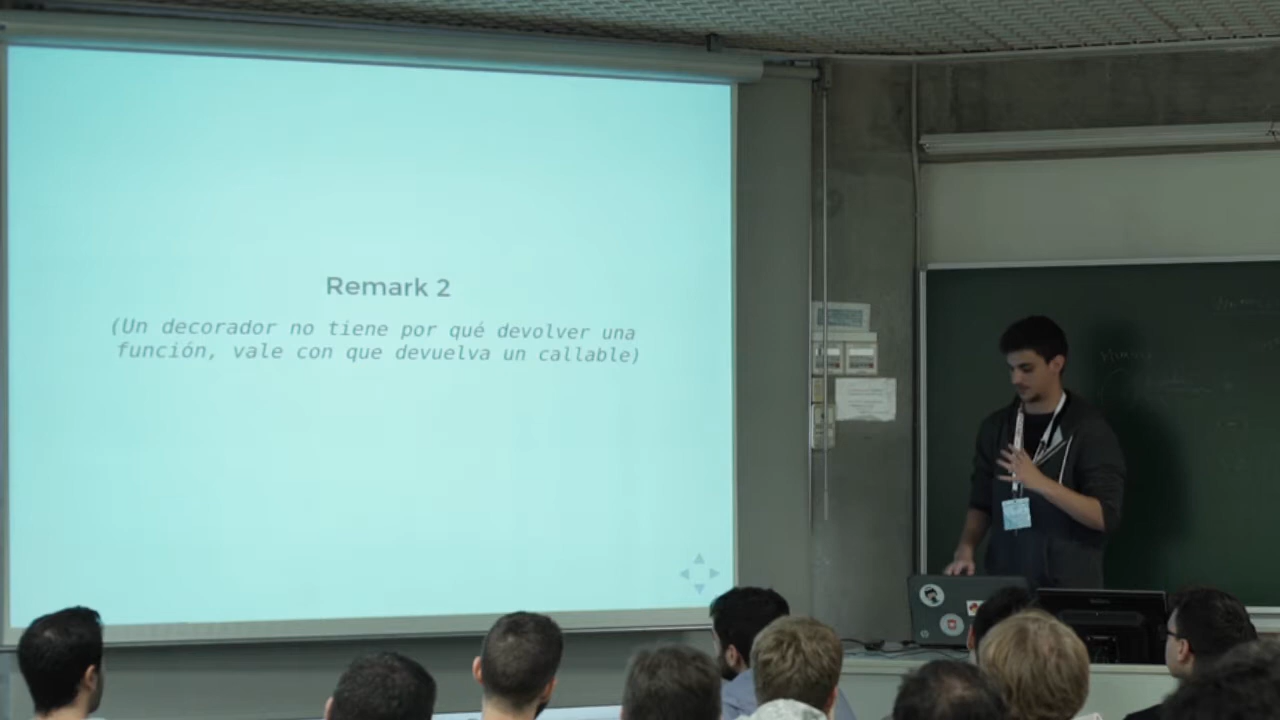 Remark 2
(Un decorador no tiene por qué devolver una
función, vale con que devuelva un callable)